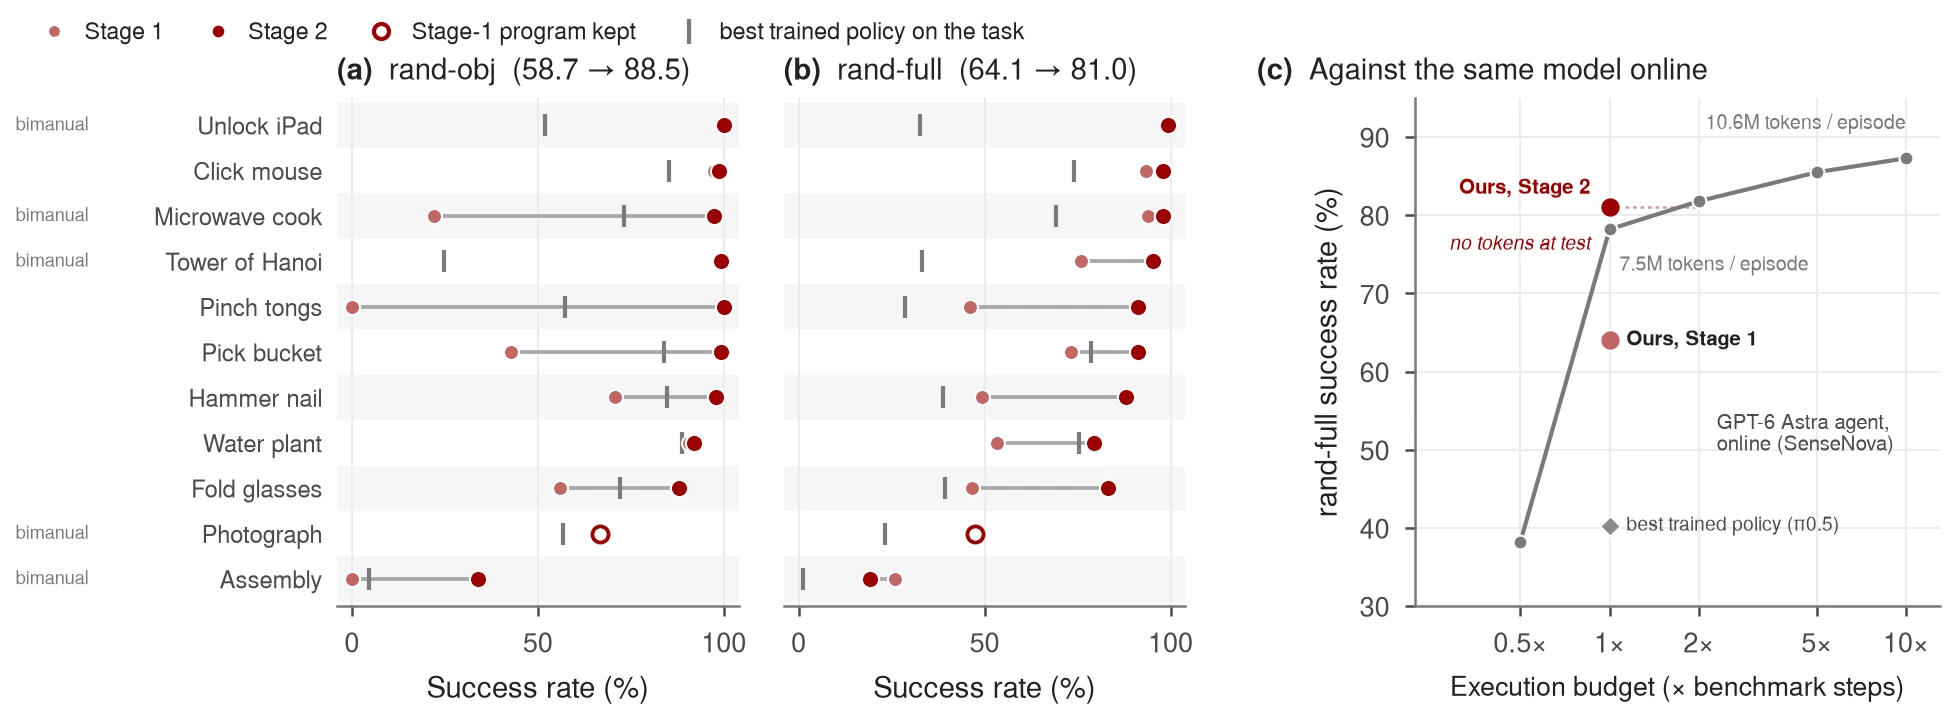 Stage 1   Stage 2   Stage-1 program kept   best trained policy on the task
(a) rand-obj (58.7 → 88.5)
(b) rand-full (64.1 → 81.0)
(c) Against the same model online
bimanual   Unlock iPad
Click mouse
bimanual   Microwave cook
bimanual   Tower of Hanoi
Pinch tongs
Pick bucket
Hammer nail
Water plant
Fold glasses
bimanual   Photograph
bimanual   Assembly
0   50   100
Success rate (%)
0   50   100
Success rate (%)
rand-full success rate (%)
90
80
70
60
50
40
30
10.6M tokens / episode
Ours, Stage 2
no tokens at test
7.5M tokens / episode
Ours, Stage 1
GPT-6 Astra agent,
online (SenseNova)
best trained policy (π0.5)
0.5×   1×   2×   5×   10×
Execution budget (× benchmark steps)